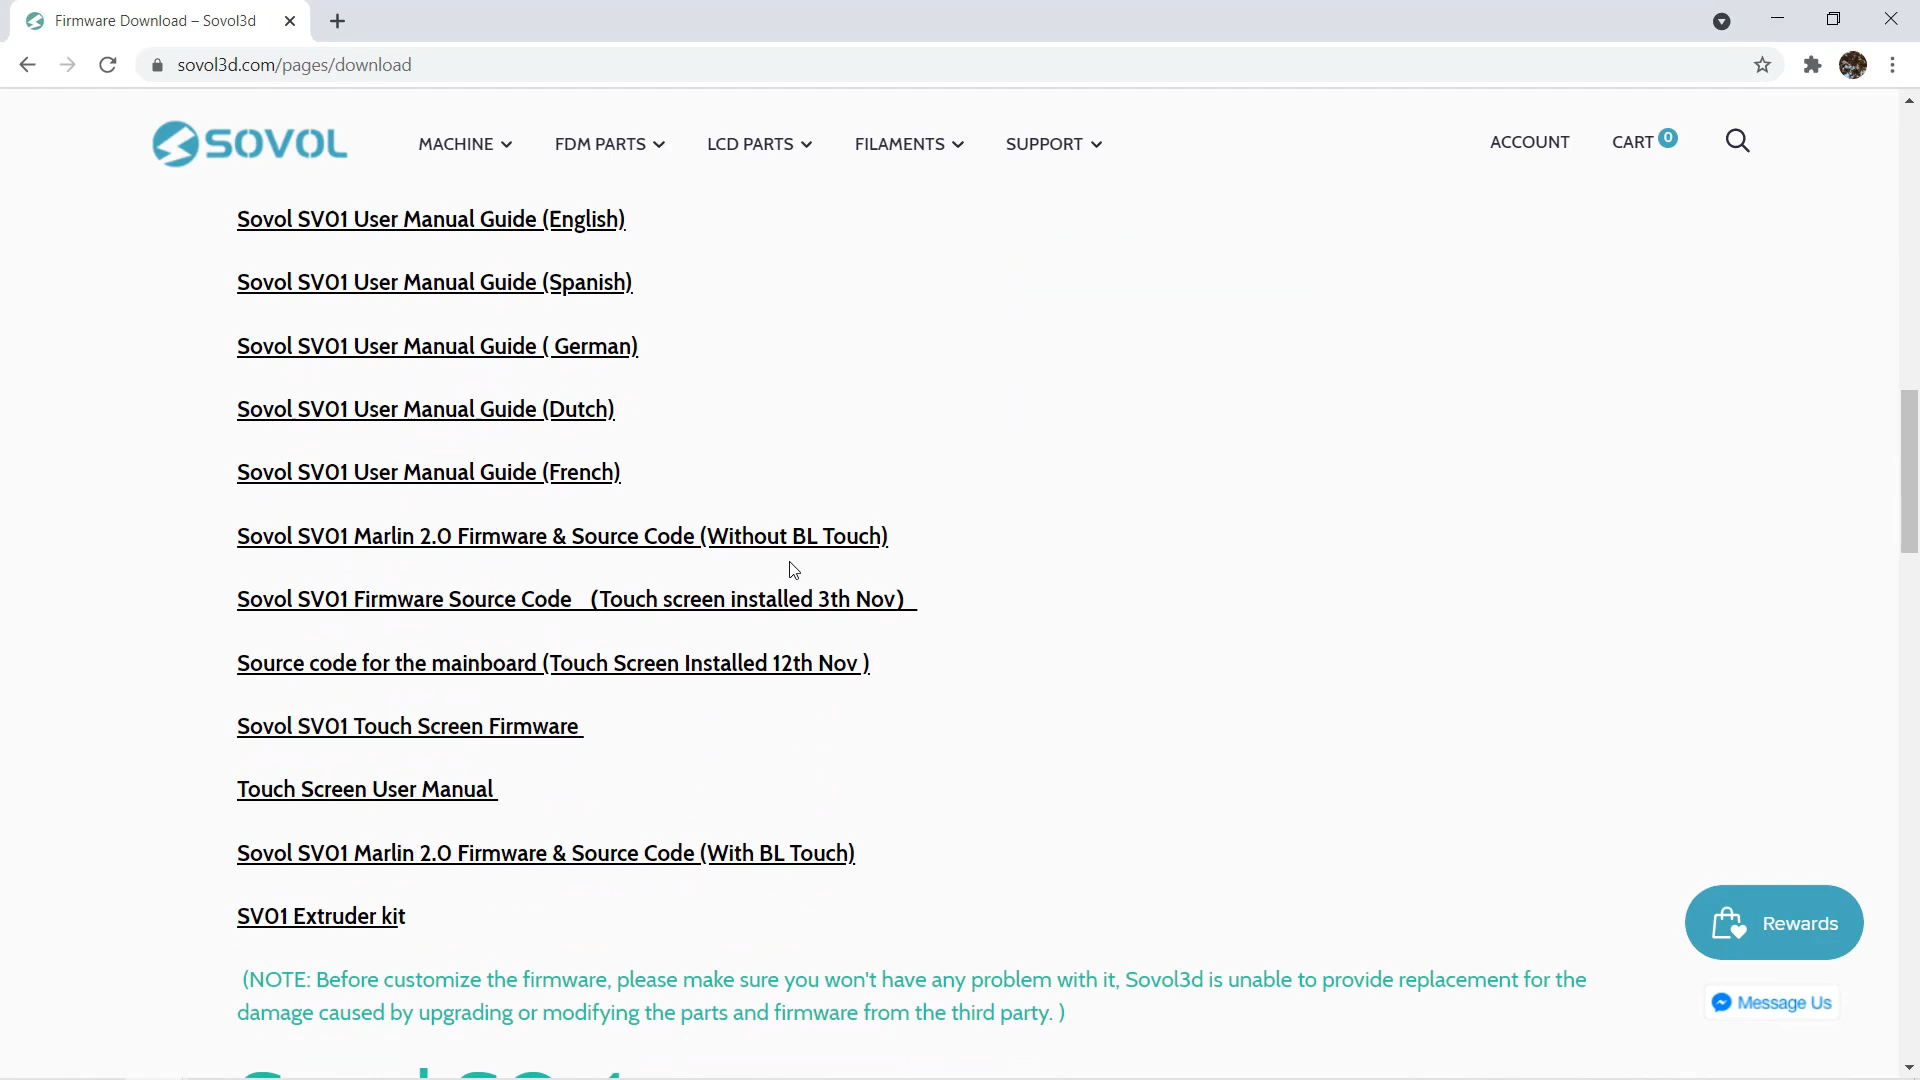 Firmware Download – Sovol3d
sovol3d.com/pages/download
SOVOL
MACHINE
FDM PARTS
LCD PARTS
FILAMENTS
SUPPORT
ACCOUNT
CART 0
Sovol SV01 User Manual Guide (English)
Sovol SV01 User Manual Guide (Spanish)
Sovol SV01 User Manual Guide ( German)
Sovol SV01 User Manual Guide (Dutch)
Sovol SV01 User Manual Guide (French)
Sovol SV01 Marlin 2.0 Firmware & Source Code (Without BL Touch)
Sovol SV01 Firmware Source Code （Touch screen installed 3th Nov）
Source code for the mainboard (Touch Screen Installed 12th Nov )
Sovol SV01 Touch Screen Firmware
Touch Screen User Manual
Sovol SV01 Marlin 2.0 Firmware & Source Code (With BL Touch)
SV01 Extruder kit
(NOTE: Before customize the firmware, please make sure you won't have any problem with it, Sovol3d is unable to provide replacement for the
damage caused by upgrading or modifying the parts and firmware from the third party. )
Rewards
Message Us